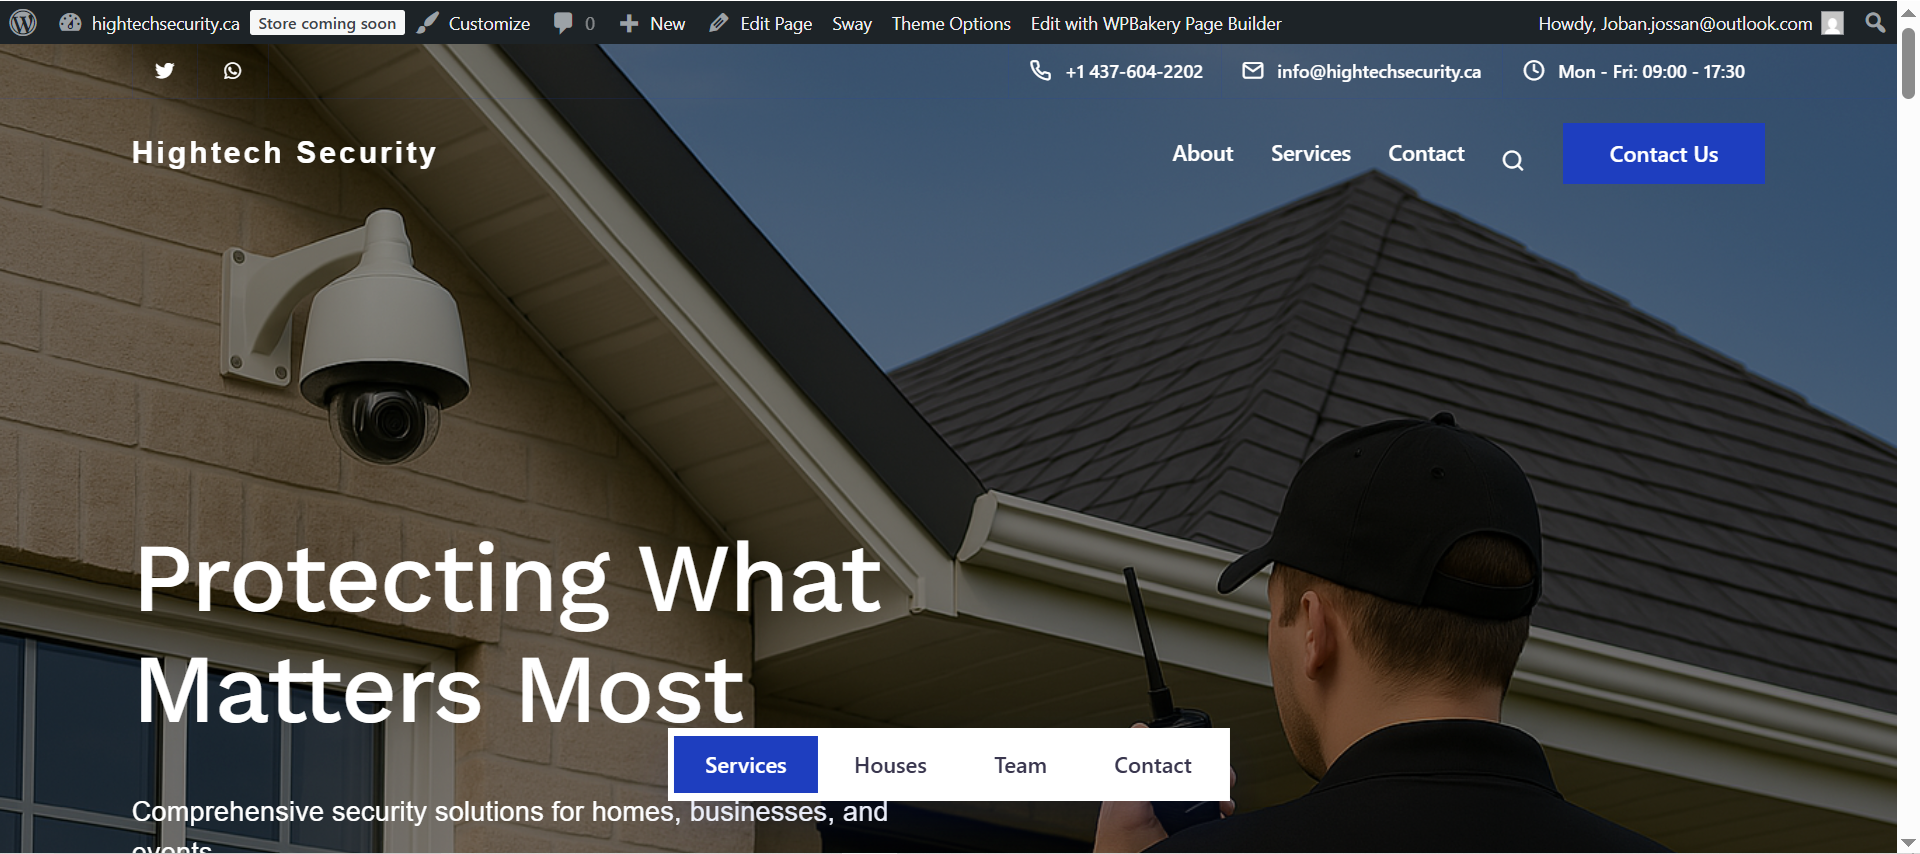 hightechsecurity.ca Store coming soon Customize 0 New Edit Page Sway Theme Options Edit with WPBakery Page Builder Howdy, Joban.jossan@outlook.com
+1 437-604-2202 info@hightechsecurity.ca Mon - Fri: 09:00 - 17:30
Hightech Security About Services Contact Contact Us
Protecting What
Matters Most
Services Houses Team Contact
Comprehensive security solutions for homes, businesses, and
events